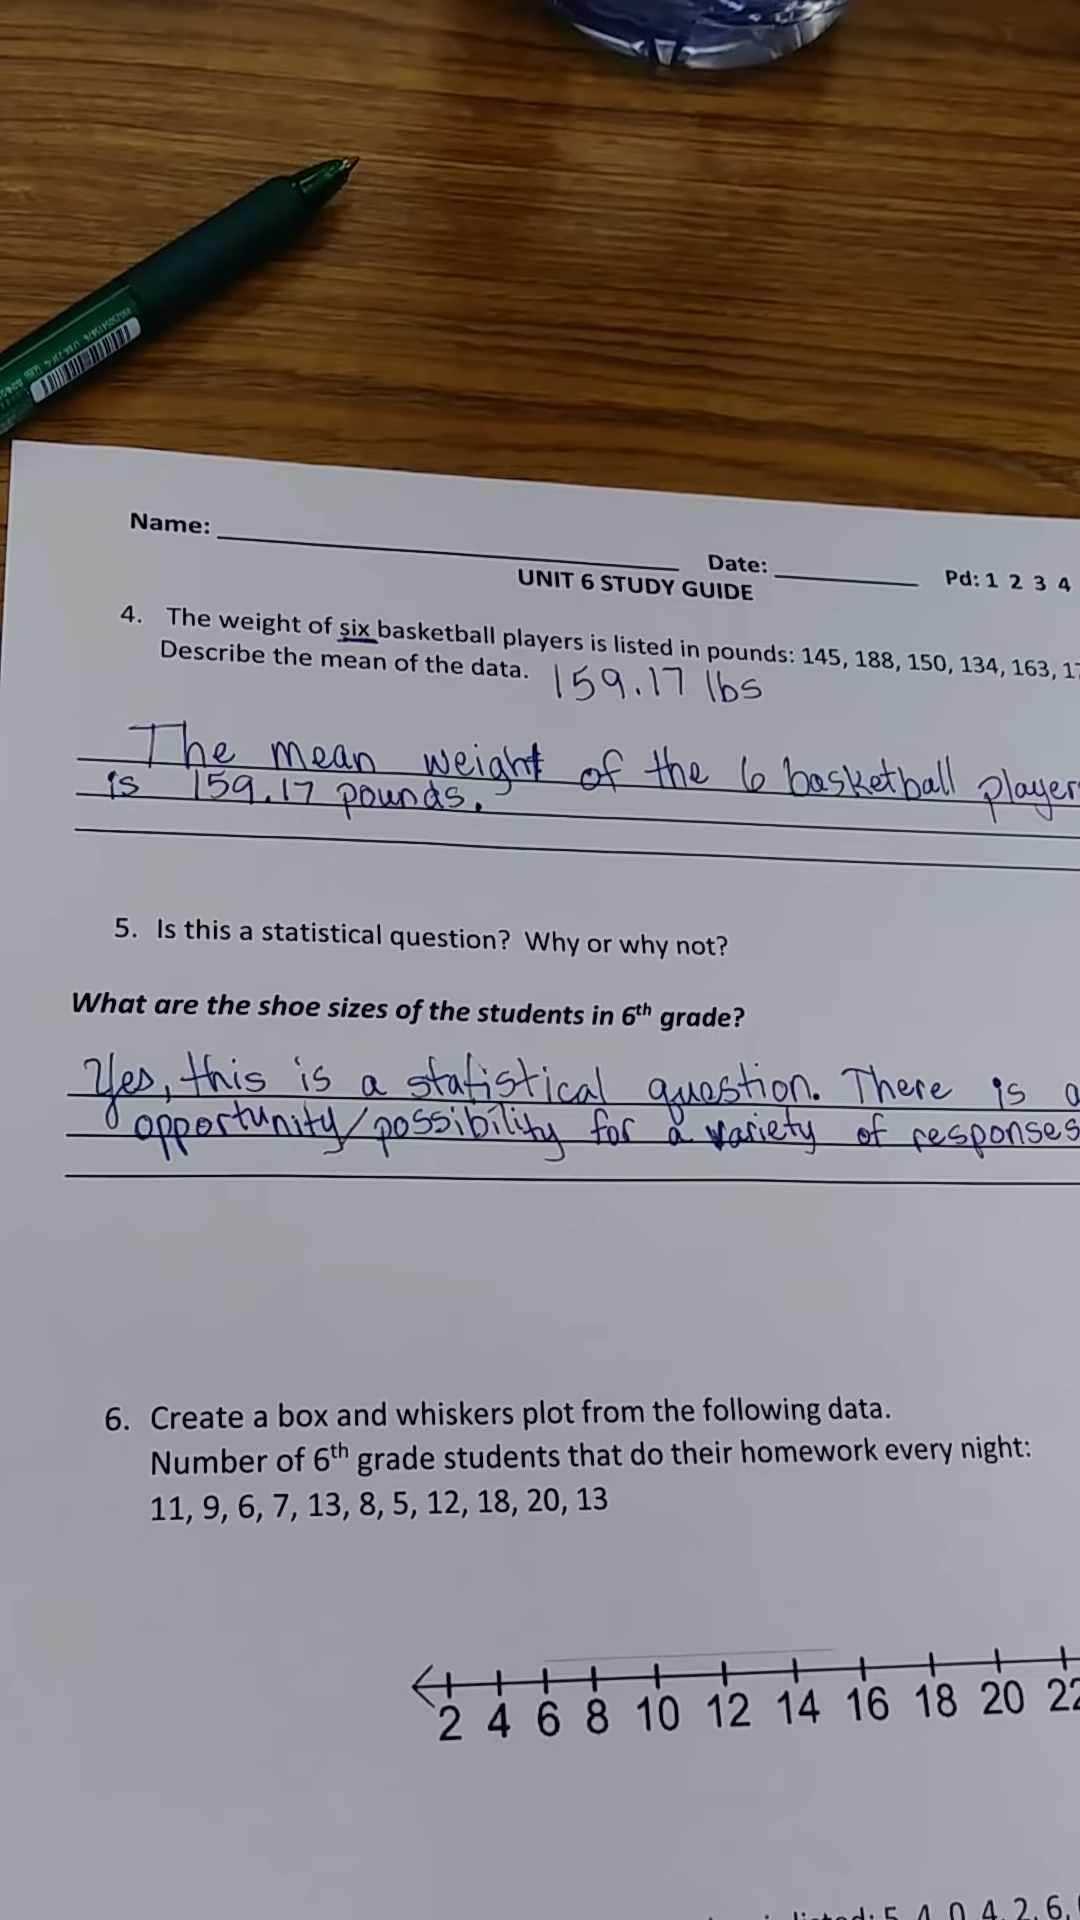 Name: ____ Date: ____ Pd: 1 2 3 4
UNIT 6 STUDY GUIDE
4. The weight of six basketball players is listed in pounds: 145, 188, 150, 134, 163,
Describe the mean of the data. 159.17 lbs
The mean weight of the 6 basketball player
is 159.17 pounds.
5. Is this a statistical question? Why or why not?
What are the shoe sizes of the students in 6th grade?
Yes, this is a statistical question. There is a
opportunity/possibility for a variety of responses
6. Create a box and whiskers plot from the following data.
Number of 6th grade students that do their homework every night:
11, 9, 6, 7, 13, 8, 5, 12, 18, 20, 13
2 4 6 8 10 12 14 16 18 20 22